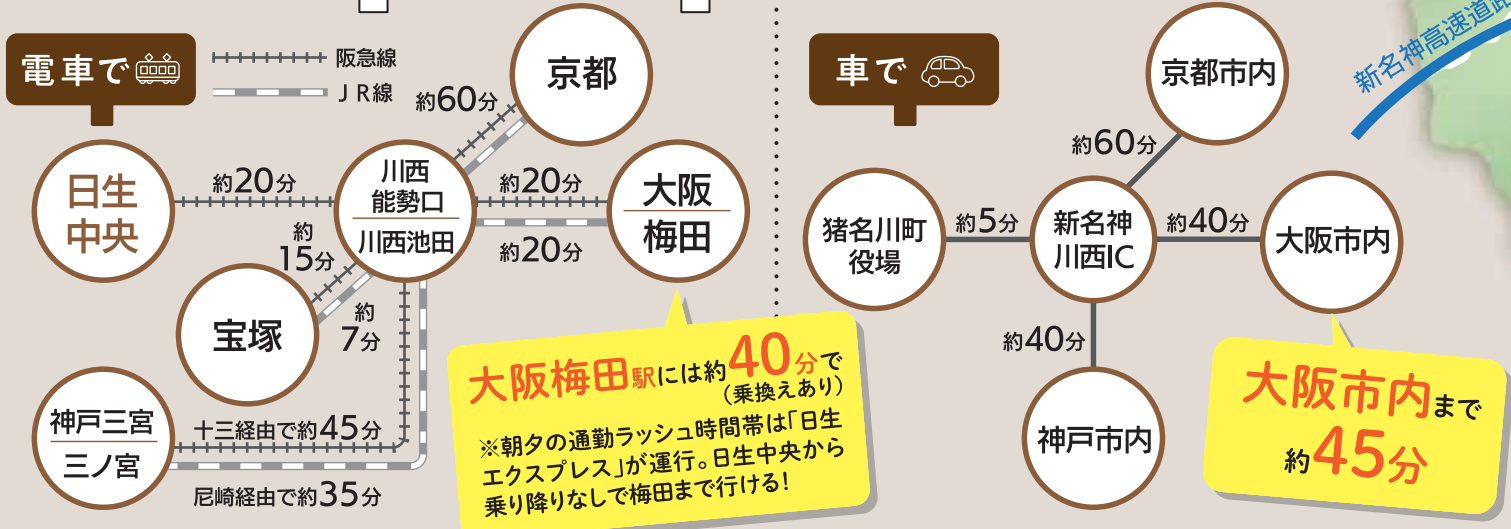 電車で
阪急線
JR線
京都
約60分
日生
中央
約20分
川西
能勢口
川西池田
約20分
約20分
大阪
梅田
約
15分
約
7分
宝塚
神戸三宮
三ノ宮
十三経由で約45分
尼崎経由で約35分
大阪梅田駅には約40分で
(乗換えあり)
※朝夕の通勤ラッシュ時間帯は「日生
エクスプレス」が運行。日生中央から
乗り降りなしで梅田まで行ける!
車で
京都市内
新名神高速道路
約60分
猪名川町
役場
約5分
新名神
川西IC
約40分
大阪市内
約40分
神戸市内
大阪市内まで
約45分